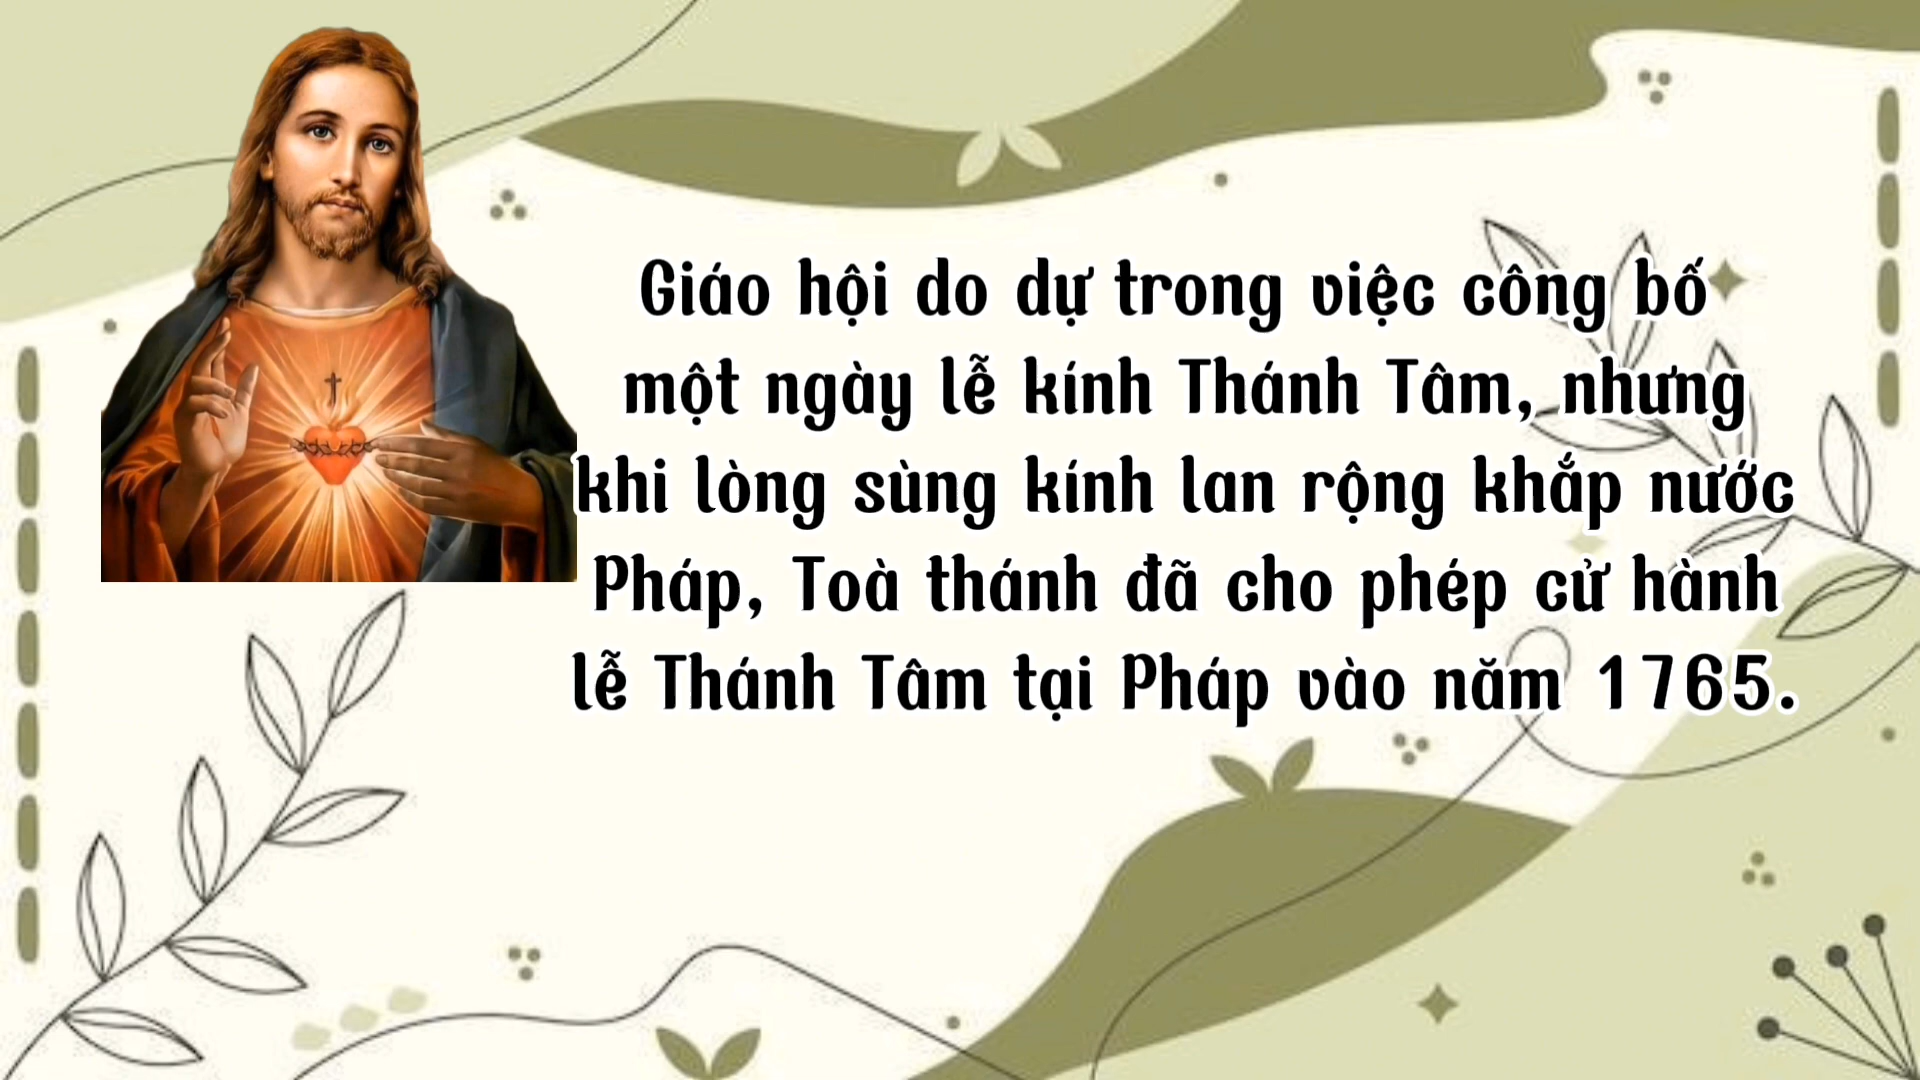 Giáo hội do dự trong việc công bố
một ngày lễ kính Thánh Tâm, nhưng
khi lòng sùng kính lan rộng khắp nước
Pháp, Toà thánh đã cho phép cử hành
lễ Thánh Tâm tại Pháp vào năm 1765.